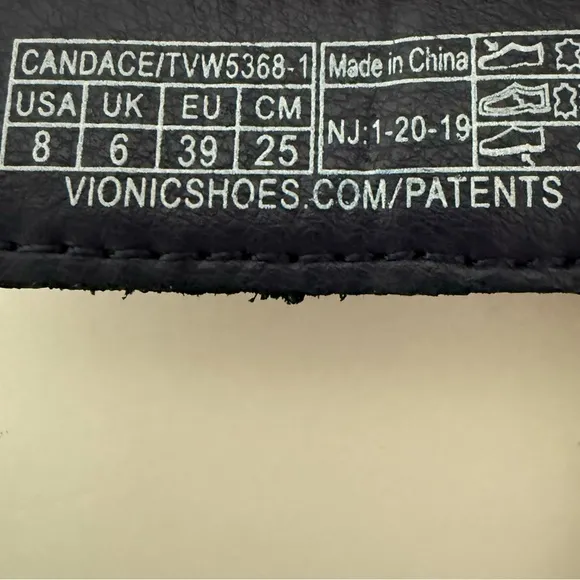 CANDACE/TVW5368-1 Made in China
USA UK EU CM
8 6 39 25
NJ:1-20-19
VIONICSHOES.COM/PATENTS